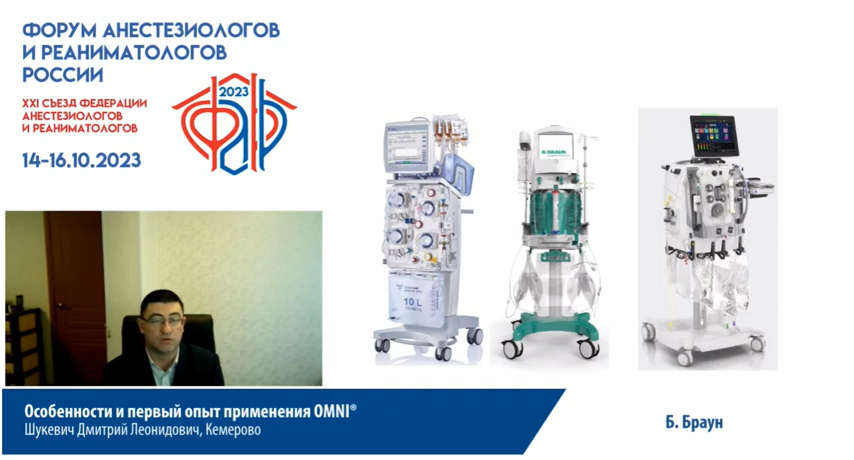 ФОРУМ АНЕСТЕЗИОЛОГОВ
И РЕАНИМАТОЛОГОВ
РОССИИ
XXI СЪЕЗД ФЕДЕРАЦИИ
АНЕСТЕЗИОЛОГОВ
И РЕАНИМАТОЛОГОВ
14-16.10.2023
2023
ФАР
B|BRAUN
10 L
Особенности и первый опыт применения OMNI®
Шукевич Дмитрий Леонидович, Кемерово
Б. Браун